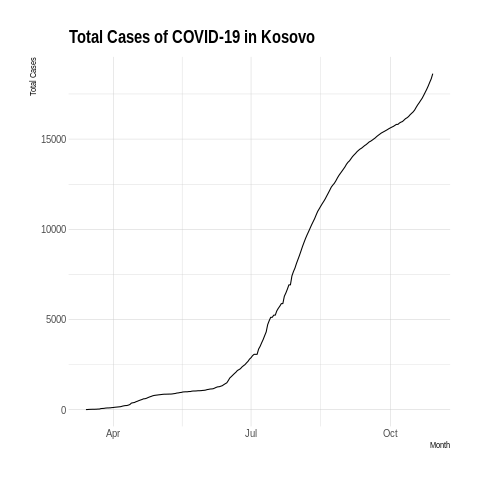 Total Cases of COVID-19 in Kosovo
Total Cases
15000
10000
5000
0
Apr
Jul
Oct
Month